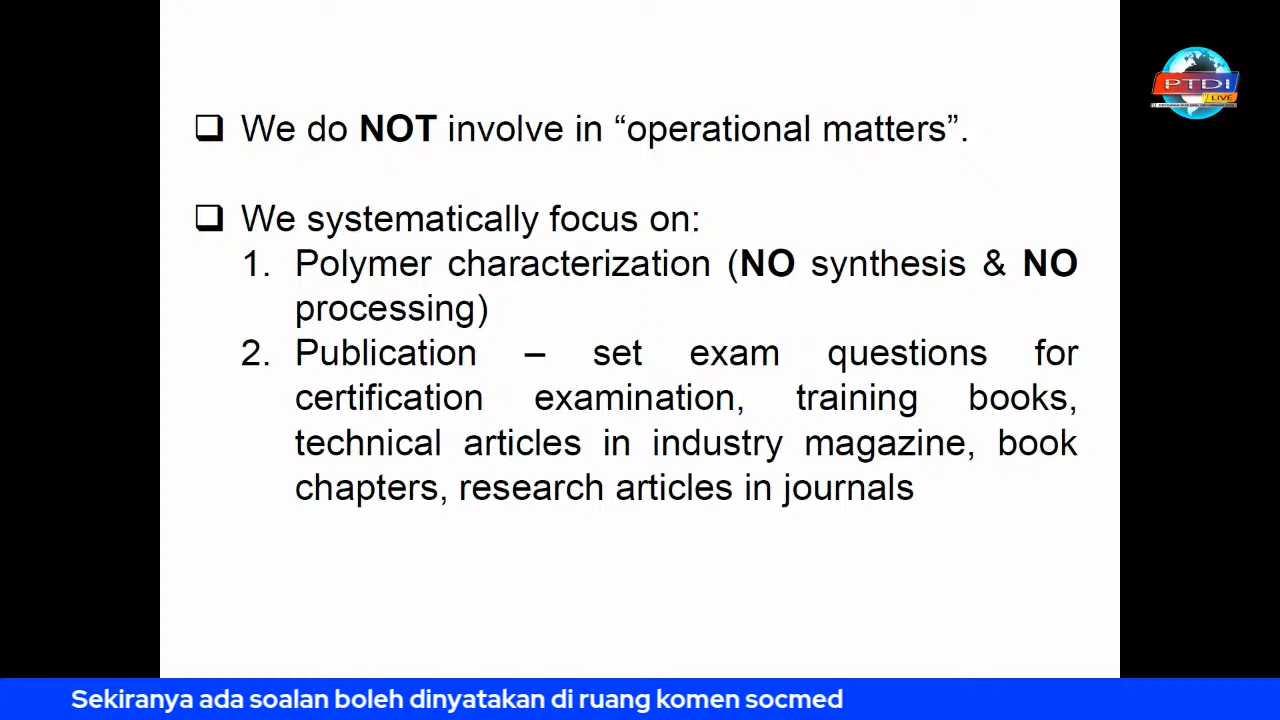 We do NOT involve in “operational matters”.
PTDI
LIVE
We systematically focus on:
1. Polymer characterization (NO synthesis & NO
processing)
2. Publication – set exam questions for
certification examination, training books,
technical articles in industry magazine, book
chapters, research articles in journals
Sekiranya ada soalan boleh dinyatakan di ruang komen socmed